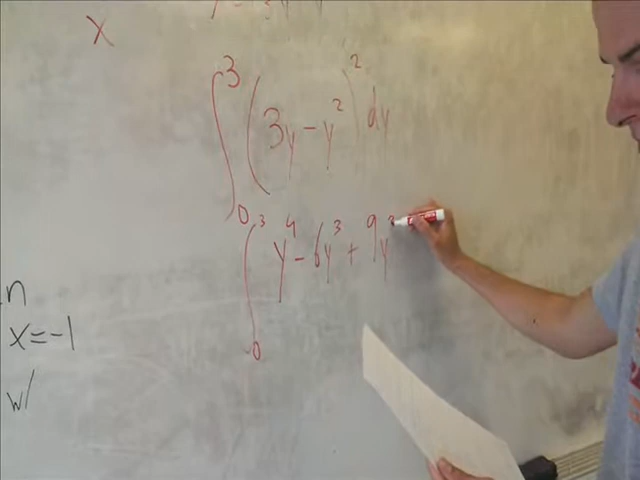 x
∫₀³ (3y - y²)² dy
∫₀³ y⁴ - 6y³ + 9y²
x = -1
w/